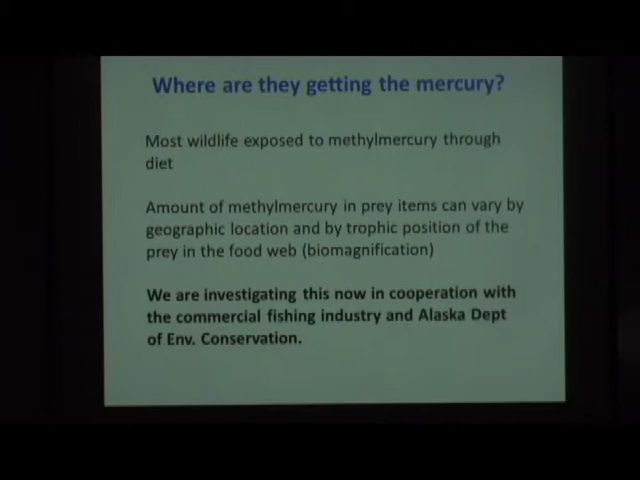 Where are they getting the mercury?
Most wildlife exposed to methylmercury through
diet
Amount of methylmercury in prey items can vary by
geographic location and by trophic position of the
prey in the food web (biomagnification)
We are investigating this now in cooperation with
the commercial fishing industry and Alaska Dept
of Env. Conservation.